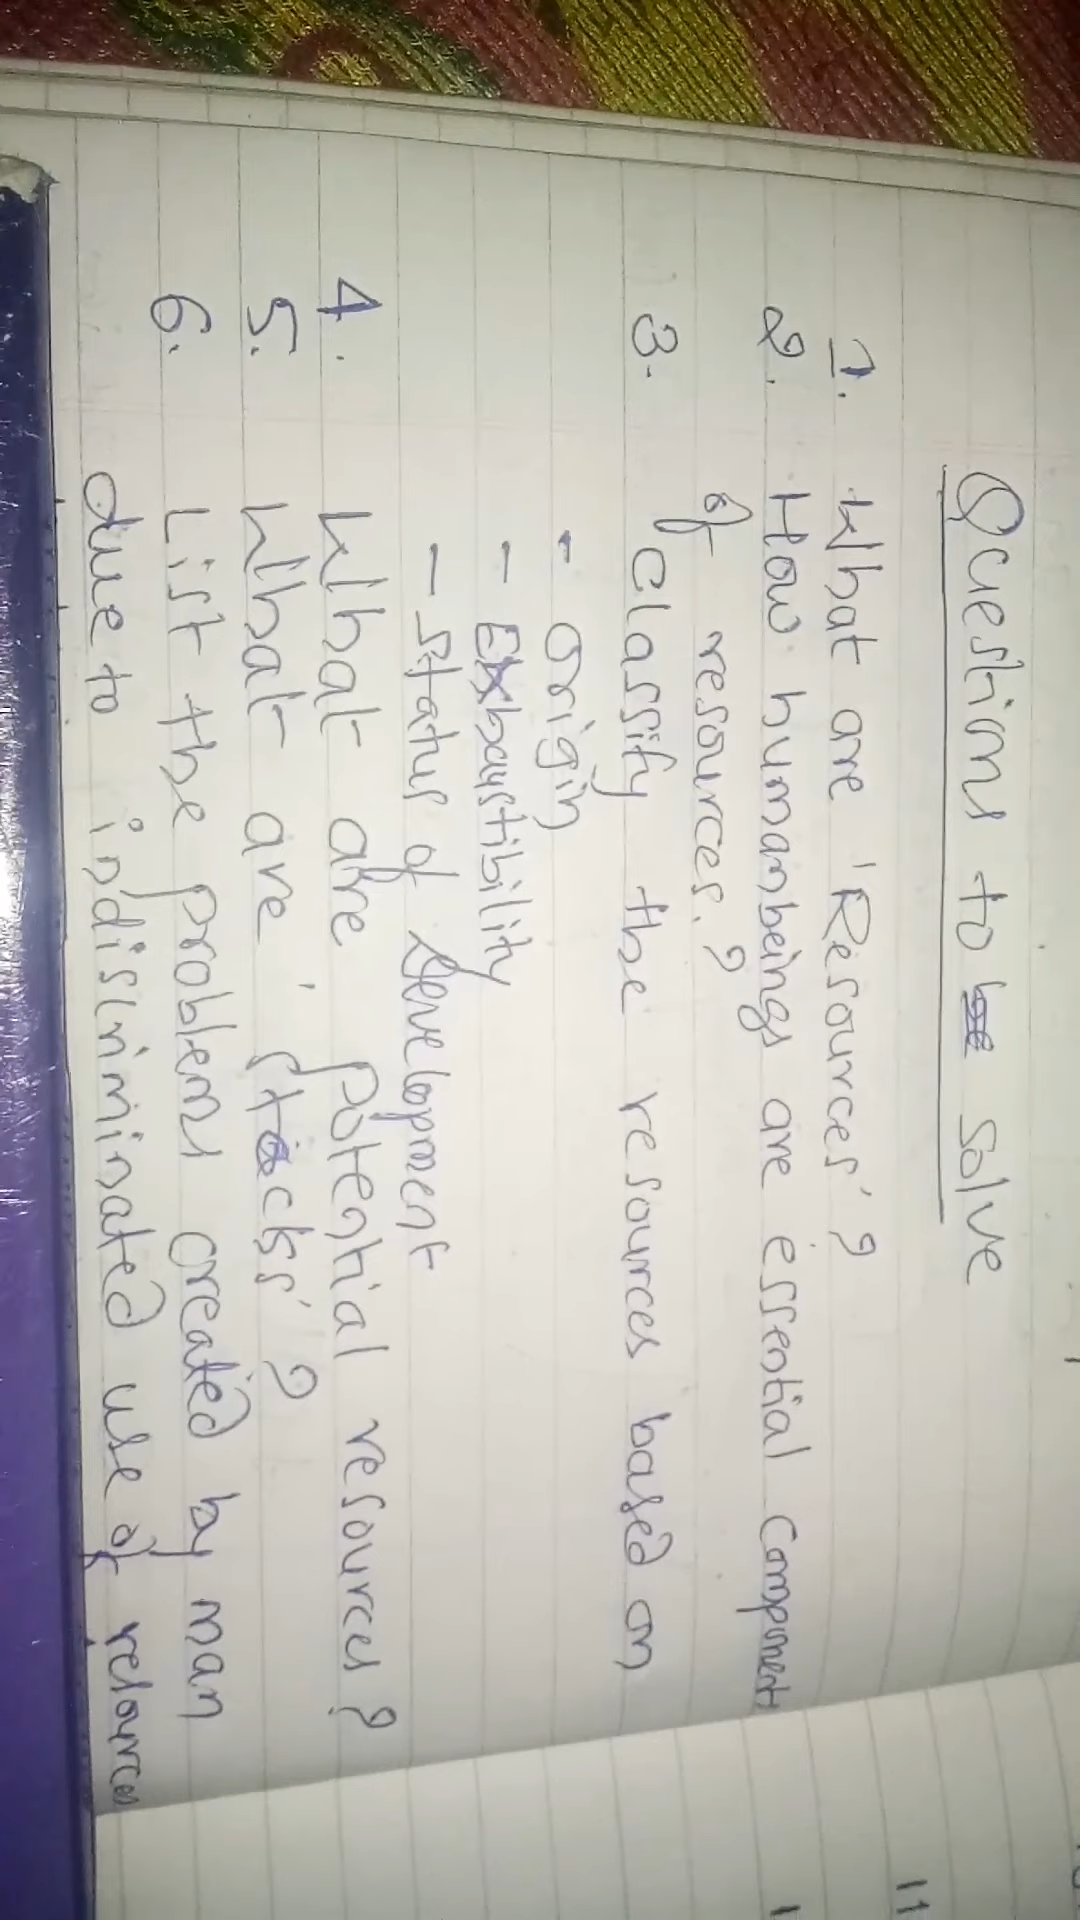 Questions to solve
1. What are 'Resources'?
2. How humanbeings are essential component
of resources?
3. Classify the resources based on
- Origin
- Exhaustibility
- Status of Development
4. What are potential resources?
5. What are 'stocks'?
6. List the problems created by man
due to indiscriminated use of resources
11